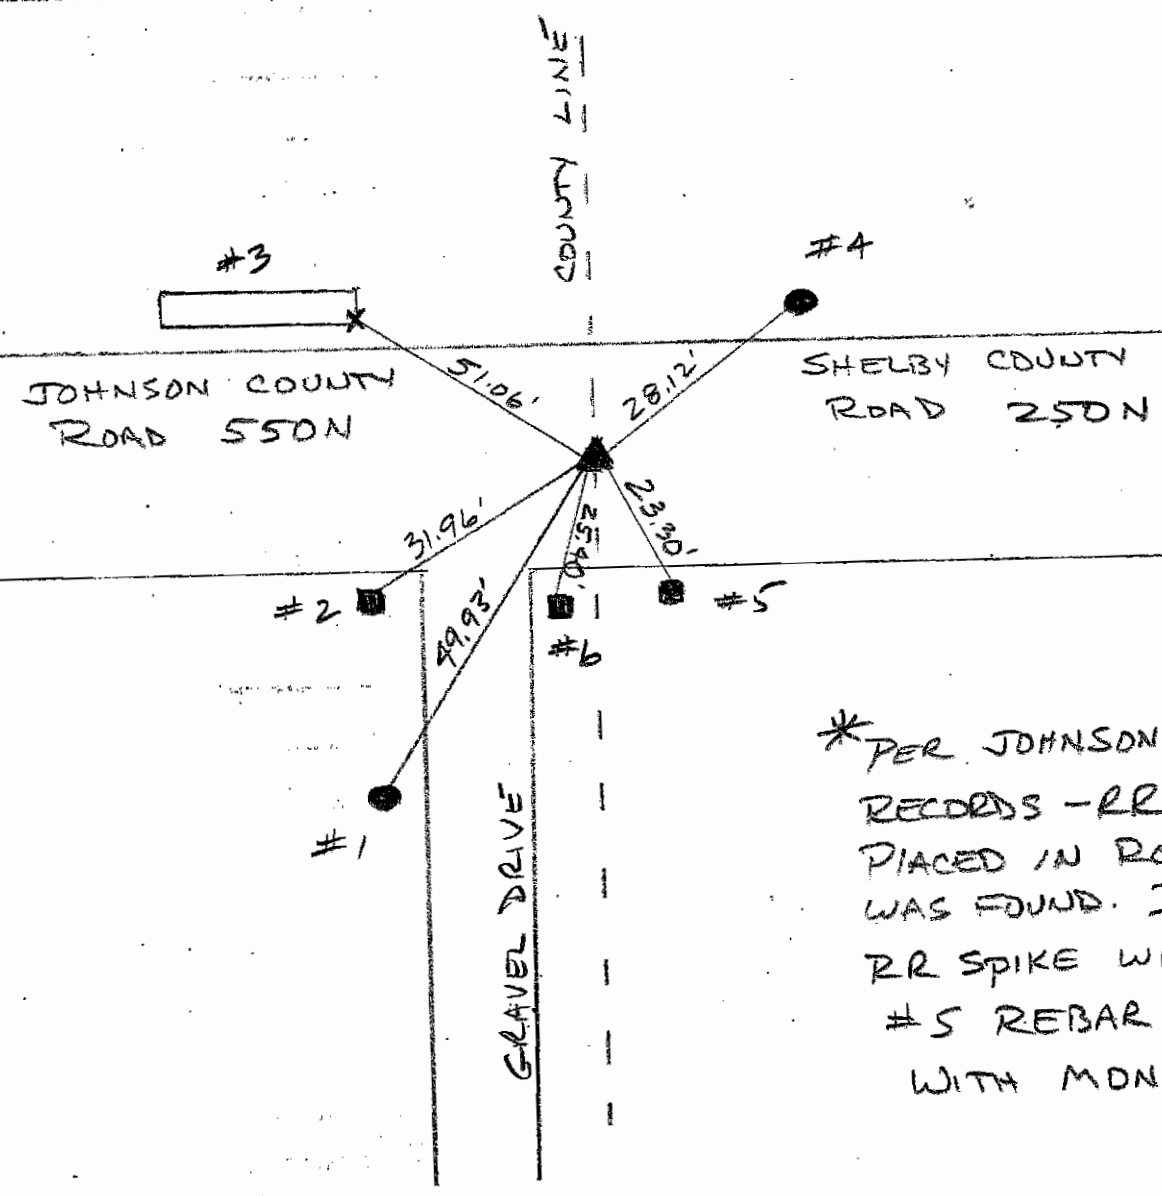 COUNTY LINE
#3
#4
51.06'
28.12'
JOHNSON COUNTY
ROAD 550N
SHELBY COUNTY
ROAD 250N
31.96'
49.93'
23.30'
#2
#6
#5
#1
GRAVEL DRIVE
*PER JOHNSON
RECORDS - RR
PLACED IN RO
WAS FOUND. I
RR SPIKE WI
#5 REBAR
WITH MON